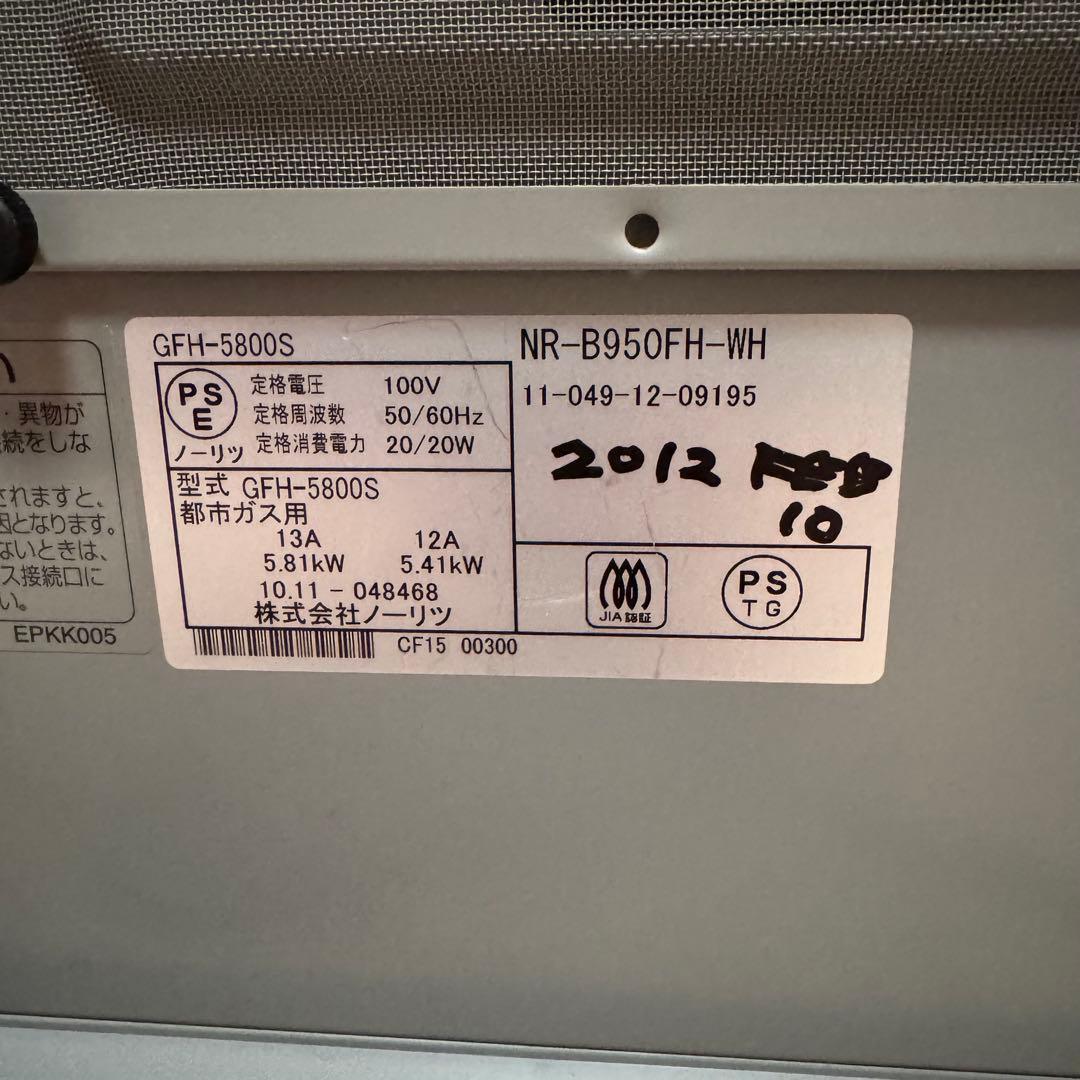 ・異物が
続をしな
されますと、
因となります。
ないときは、
ス接続口に
い。
EPKK005
GFH-5800S
PS
E
ノーリツ
定格電圧 100V
定格周波数 50/60Hz
定格消費電力 20/20W
型式 GFH-5800S
都市ガス用
13A 12A
5.81kW 5.41kW
10.11-048468
株式会社ノーリツ
CF15 00300
NR-B950FH-WH
11-049-12-09195
2012
10
JIA認証
PS
TG